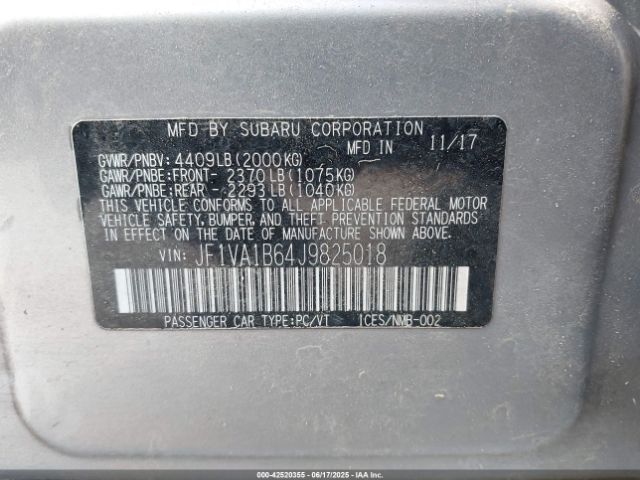 MFD BY SUBARU CORPORATION
MFD IN 11/17
GVWR/PNBV: 4409LB(2000KG)
GAWR/PNBE:FRONT- 2370LB(1075KG)
GAWR/PNBE:REAR - 2293LB(1040KG)
THIS VEHICLE CONFORMS TO ALL APPLICABLE FEDERAL MOTOR
VEHICLE SAFETY, BUMPER, AND THEFT PREVENTION STANDARDS
IN EFFECT ON THE DATE OF MANUFACTURE SHOWN ABOVE.
VIN: JF1VA1B64J9825018
PASSENGER CAR TYPE:PC/VT 1CES/NMB-002
000-42520355 - 06/17/2025 - IAAI.COM